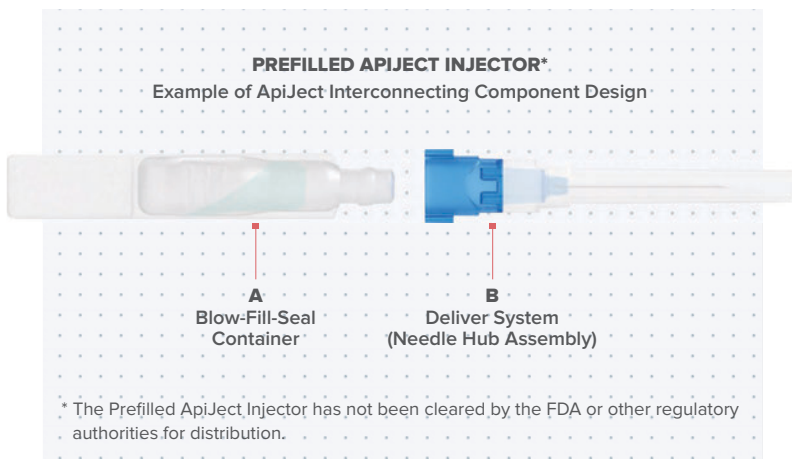 PREFILLED APIJECT INJECTOR*
Example of ApiJect Interconnecting Component Design
A
Blow-Fill-Seal
Container
B
Deliver System
(Needle Hub Assembly)
* The Prefilled ApiJect Injector has not been cleared by the FDA or other regulatory
authorities for distribution.